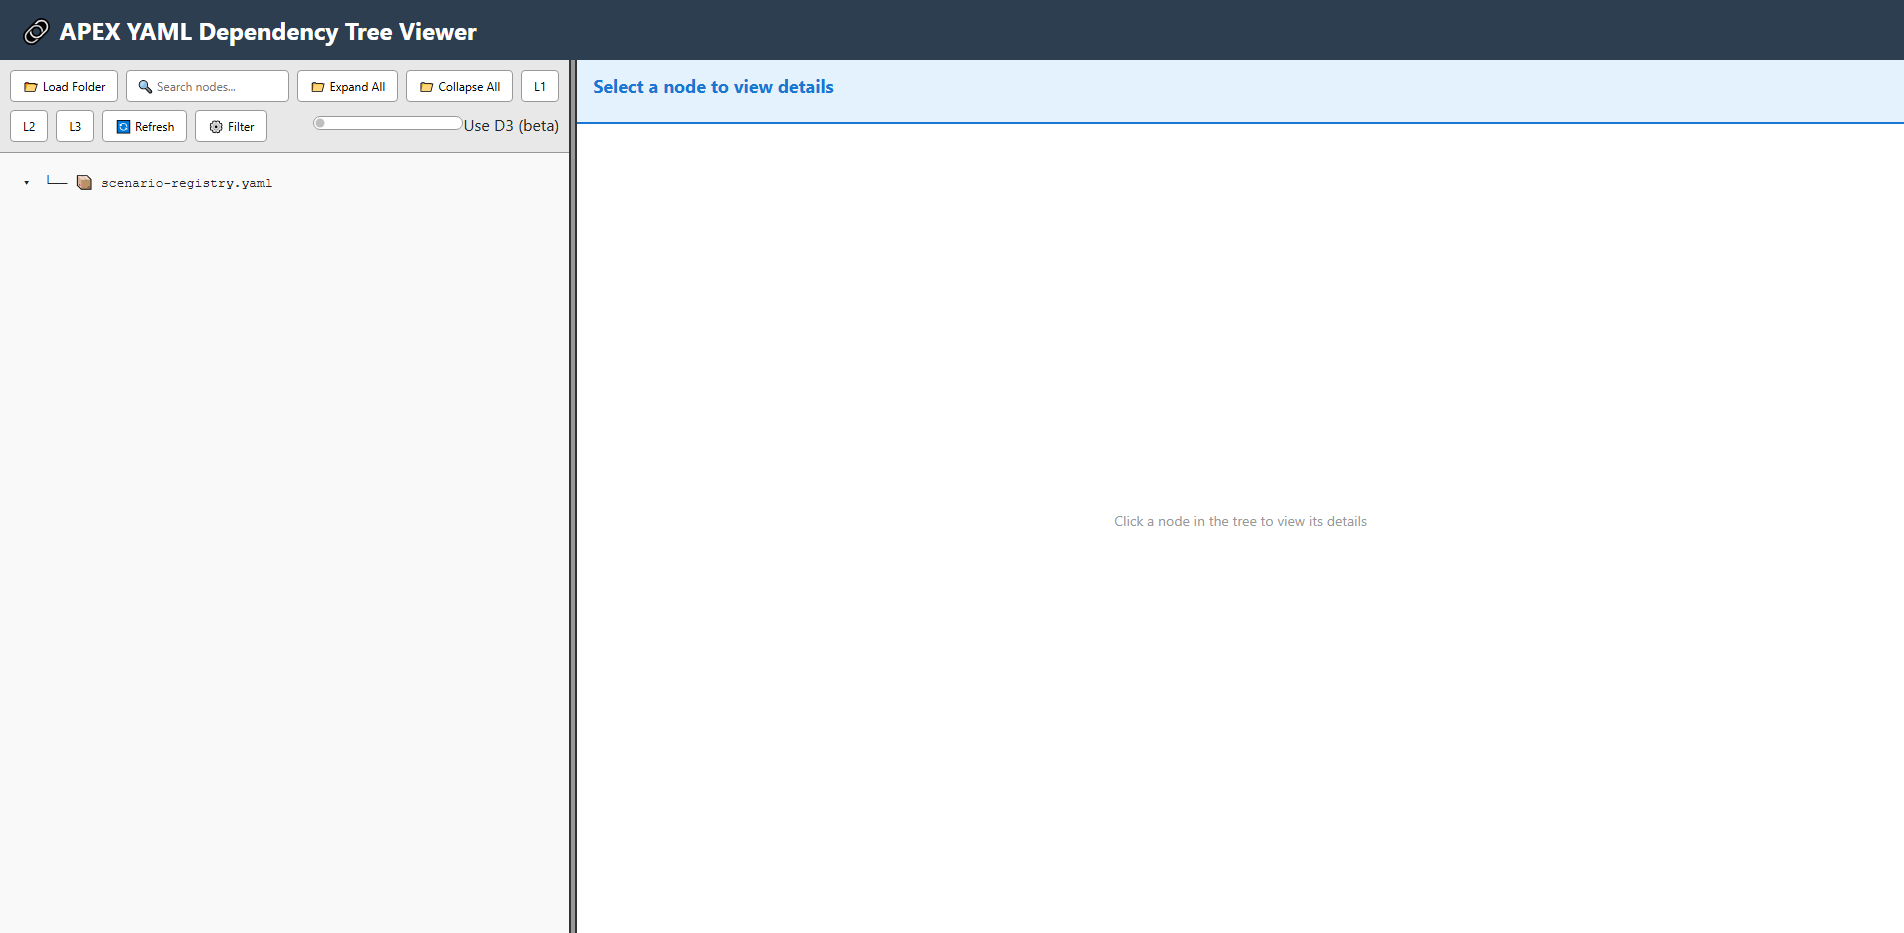 APEX YAML Dependency Tree Viewer
Load Folder
Search nodes...
Expand All
Collapse All
L1
L2
L3
Refresh
Filter
Use D3 (beta)
scenario-registry.yaml
Select a node to view details
Click a node in the tree to view its details